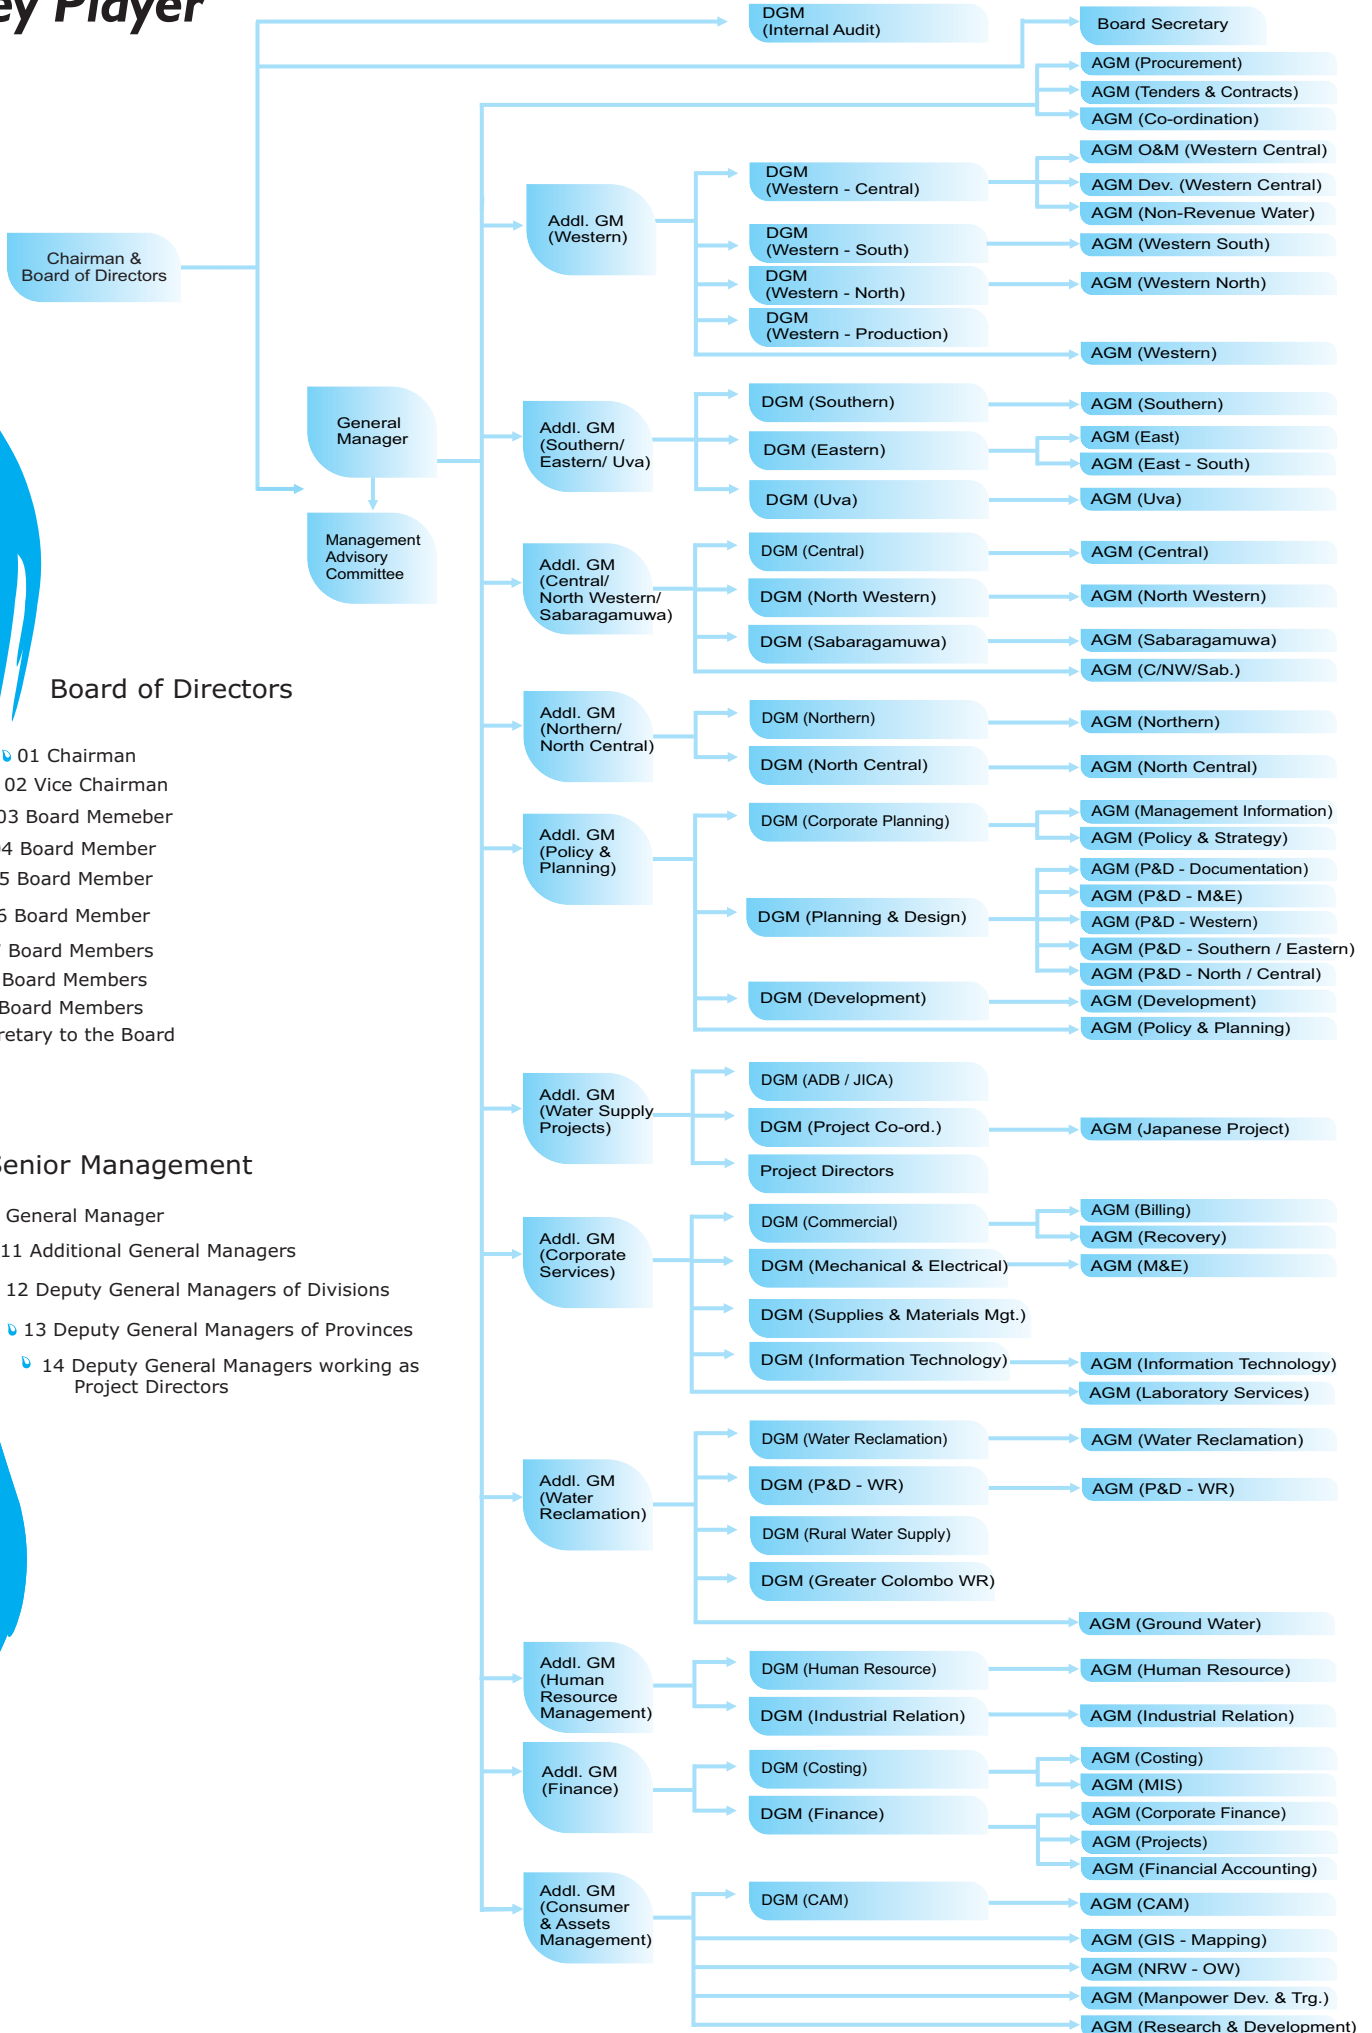 ey Player
DGM
(Internal Audit)
Board Secretary
AGM (Procurement)
AGM (Tenders & Contracts)
AGM (Co-ordination)
Chairman &
Board of Directors
General
Manager
Management
Advisory
Committee
Addl. GM
(Western)
DGM
(Western - Central)
AGM O&M (Western Central)
AGM Dev. (Western Central)
AGM (Non-Revenue Water)
DGM
(Western - South)
AGM (Western South)
DGM
(Western - North)
AGM (Western North)
DGM
(Western - Production)
AGM (Western)
Addl. GM
(Southern/
Eastern/ Uva)
DGM (Southern)
AGM (Southern)
DGM (Eastern)
AGM (East)
AGM (East - South)
DGM (Uva)
AGM (Uva)
Addl. GM
(Central/
North Western/
Sabaragamuwa)
DGM (Central)
AGM (Central)
DGM (North Western)
AGM (North Western)
DGM (Sabaragamuwa)
AGM (Sabaragamuwa)
AGM (C/NW/Sab.)
Addl. GM
(Northern/
North Central)
DGM (Northern)
AGM (Northern)
DGM (North Central)
AGM (North Central)
Addl. GM
(Policy &
Planning)
DGM (Corporate Planning)
AGM (Management Information)
AGM (Policy & Strategy)
DGM (Planning & Design)
AGM (P&D - Documentation)
AGM (P&D - M&E)
AGM (P&D - Western)
AGM (P&D - Southern / Eastern)
AGM (P&D - North / Central)
DGM (Development)
AGM (Development)
AGM (Policy & Planning)
Addl. GM
(Water Supply
Projects)
DGM (ADB / JICA)
DGM (Project Co-ord.)
AGM (Japanese Project)
Project Directors
Addl. GM
(Corporate
Services)
DGM (Commercial)
AGM (Billing)
AGM (Recovery)
DGM (Mechanical & Electrical)
AGM (M&E)
DGM (Supplies & Materials Mgt.)
DGM (Information Technology)
AGM (Information Technology)
AGM (Laboratory Services)
Addl. GM
(Water
Reclamation)
DGM (Water Reclamation)
AGM (Water Reclamation)
DGM (P&D - WR)
AGM (P&D - WR)
DGM (Rural Water Supply)
DGM (Greater Colombo WR)
AGM (Ground Water)
Addl. GM
(Human
Resource
Management)
DGM (Human Resource)
AGM (Human Resource)
DGM (Industrial Relation)
AGM (Industrial Relation)
Addl. GM
(Finance)
DGM (Costing)
AGM (Costing)
AGM (MIS)
DGM (Finance)
AGM (Corporate Finance)
AGM (Projects)
AGM (Financial Accounting)
Addl. GM
(Consumer
& Assets
Management)
DGM (CAM)
AGM (CAM)
AGM (GIS - Mapping)
AGM (NRW - OW)
AGM (Manpower Dev. & Trg.)
AGM (Research & Development)
Board of Directors
01 Chairman
02 Vice Chairman
03 Board Memeber
4 Board Member
5 Board Member
6 Board Member
Board Members
Board Members
Board Members
retary to the Board
Senior Management
General Manager
11 Additional General Managers
12 Deputy General Managers of Divisions
13 Deputy General Managers of Provinces
14 Deputy General Managers working as
Project Directors